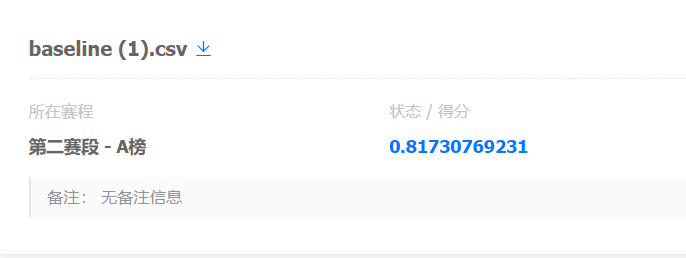 baseline (1).csv
所在赛程
状态 / 得分
第二赛段 - A榜
0.81730769231
备注： 无备注信息